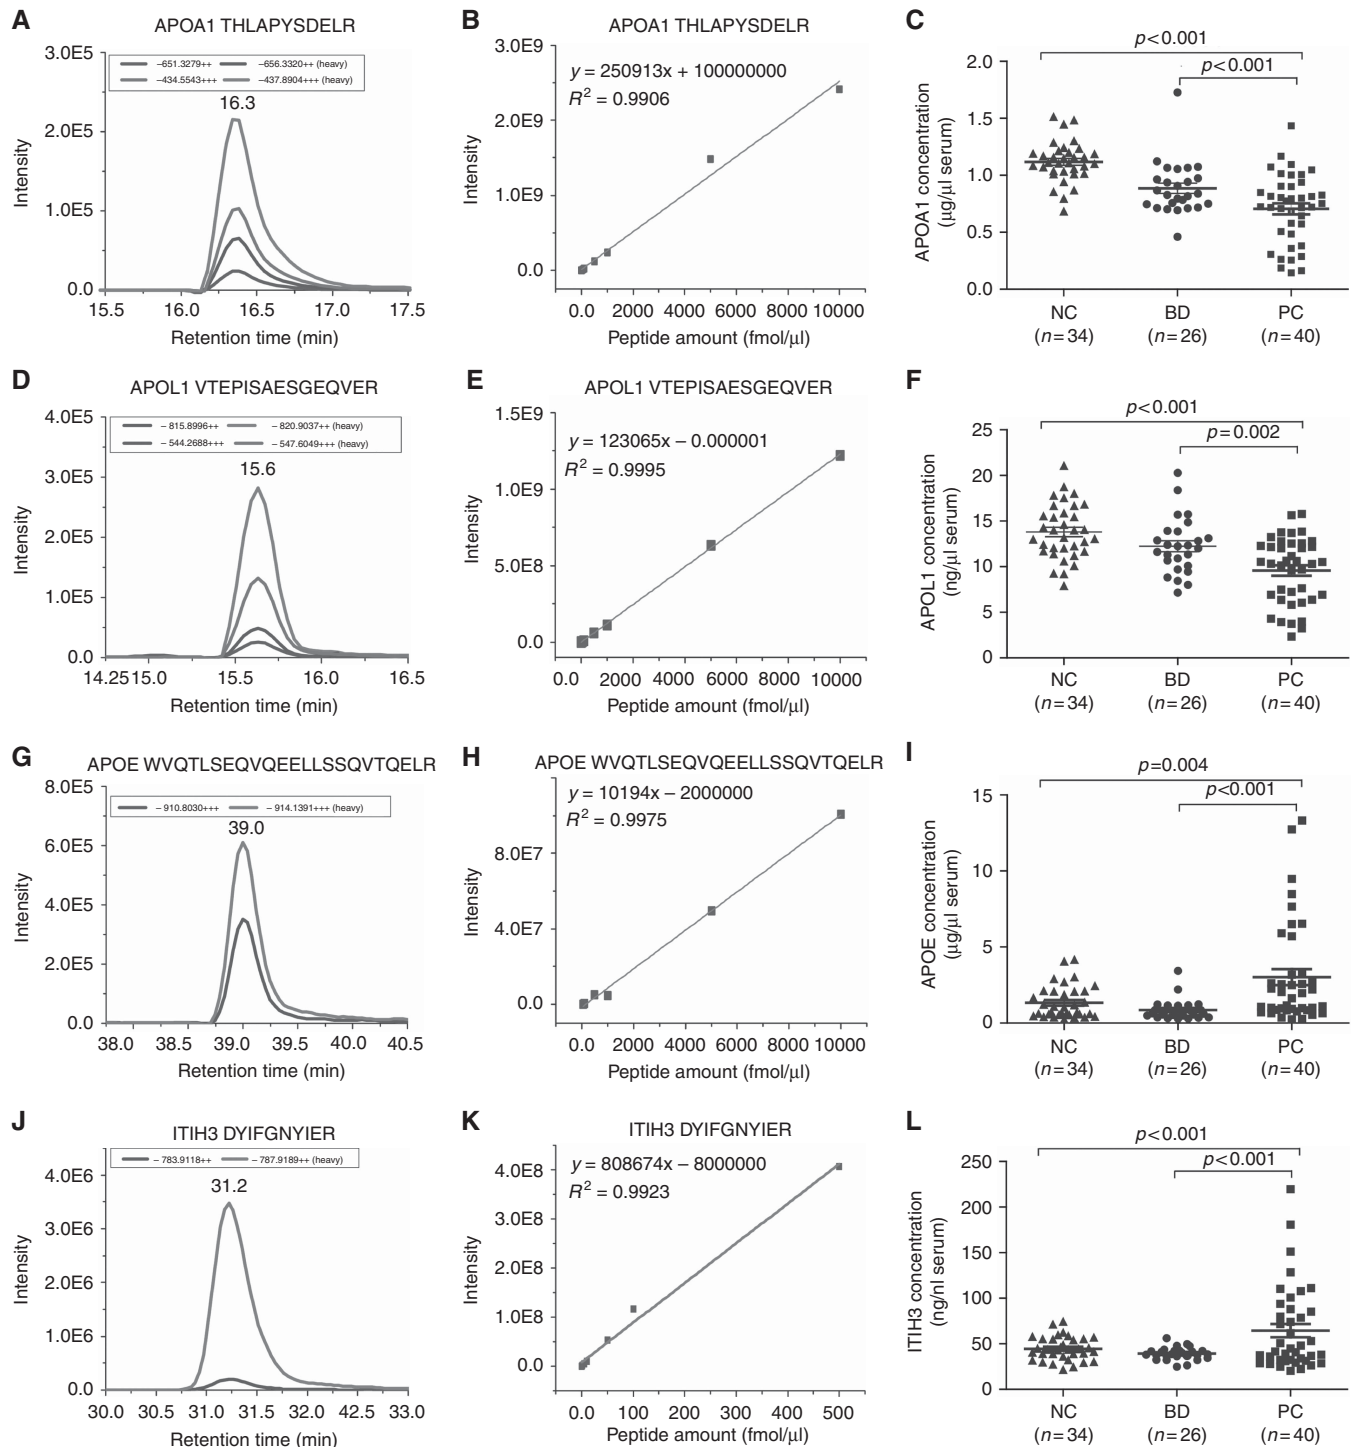 A
APOA1 THLAPYSDELR
3.0E5
2.0E5
1.0E5
0.0
Intensity
–651.3279++ –656.3320++ (heavy)
–434.5543+++ –437.8904+++ (heavy)
16.3
15.5 16.0 16.5 17.0 17.5
Retention time (min)
B
APOA1 THLAPYSDELR
3.0E9
2.0E9
1.0E9
0.0
Intensity
y = 250913x + 100000000
R² = 0.9906
0.0 2000 4000 6000 8000 10000
Peptide amount (fmol/μl)
C
p<0.001
p<0.001
2.0
1.5
1.0
0.5
0.0
APOA1 concentration
(μg/μl serum)
NC BD PC
(n=34) (n=26) (n=40)
D
APOL1 VTEPISAESGEQVER
4.0E5
3.0E5
2.0E5
1.0E5
0.0
Intensity
– 815.8996++ – 820.9037++ (heavy)
– 544.2688+++ –547.6049+++ (heavy)
15.6
14.25 15.0 15.5 16.0 16.5
Retention time (min)
E
APOL1 VTEPISAESGEQVER
1.5E9
1.0E9
5.0E8
0.0
Intensity
y = 123065x – 0.000001
R² = 0.9995
0.0 2000 4000 6000 8000 10000
Peptide amount (fmol/μl)
F
p<0.001
p=0.002
25
20
15
10
5
0
APOL1 concentration
(ng/μl serum)
NC BD PC
(n=34) (n=26) (n=40)
G
APOE WVQTLSEQVQEELLSSQVTQELR
8.0E5
6.0E5
4.0E5
2.0E5
0.0
Intensity
– 910.8030+++ – 914.1391+++ (heavy)
39.0
38.0 38.5 39.0 39.5 40.0 40.5
Retention time (min)
H
APOE WVQTLSEQVQEELLSSQVTQELR
8.0E7
4.0E7
0.0
Intensity
y = 10194x – 2000000
R² = 0.9975
0.0 2000 4000 6000 8000 10000
Peptide amount (fmol/μl)
I
p=0.004
p<0.001
15
10
5
0
APOE concentration
(μg/μl serum)
NC BD PC
(n=34) (n=26) (n=40)
J
ITIH3 DYIFGNYIER
4.0E6
3.0E6
2.0E6
1.0E6
0.0
Intensity
– 783.9118++ – 787.9189++ (heavy)
31.2
30.0 30.5 31.0 31.5 32.0 42.5 33.0
Retention time (min)
K
ITIH3 DYIFGNYIER
4.0E8
3.0E8
2.0E8
1.0E8
0.0
Intensity
y = 808674x – 8000000
R² = 0.9923
0.0 100 200 300 400 500
Peptide amount (fmol/μl)
L
p<0.001
p<0.001
250
200
150
100
50
0
ITIH3 concentration
(ng/nl serum)
NC BD PC
(n=34) (n=26) (n=40)